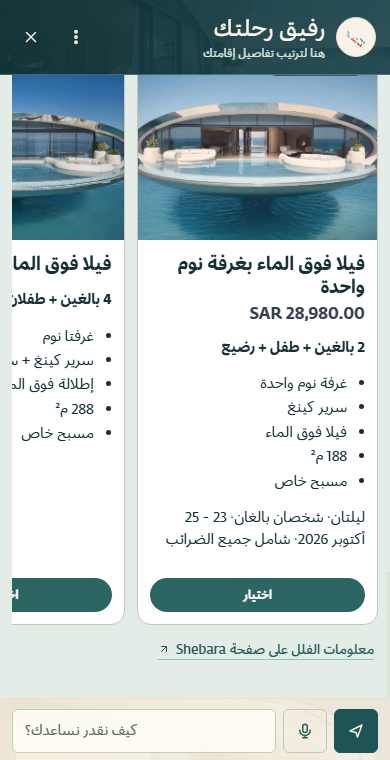 رفيق رحلتك
هنا لترتيب تفاصيل إقامتك
فيلا فوق الماء بغرفة نوم
واحدة
SAR 28,980.00
2 بالغين + طفل + رضيع
غرفة نوم واحدة
سرير كينغ
فيلا فوق الماء
188 م²
مسبح خاص
ليلتان· شخصان بالغان· 23 - 25
أكتوبر 2026· شامل جميع الضرائب
اختيار
فيلا فوق
4 بالغين + طفلان
غرفتا نوم
سرير كينغ +
إطلالة فوق
288 م²
مسبح خاص
معلومات الفلل على صفحة Shebara
كيف نقدر نساعدك؟